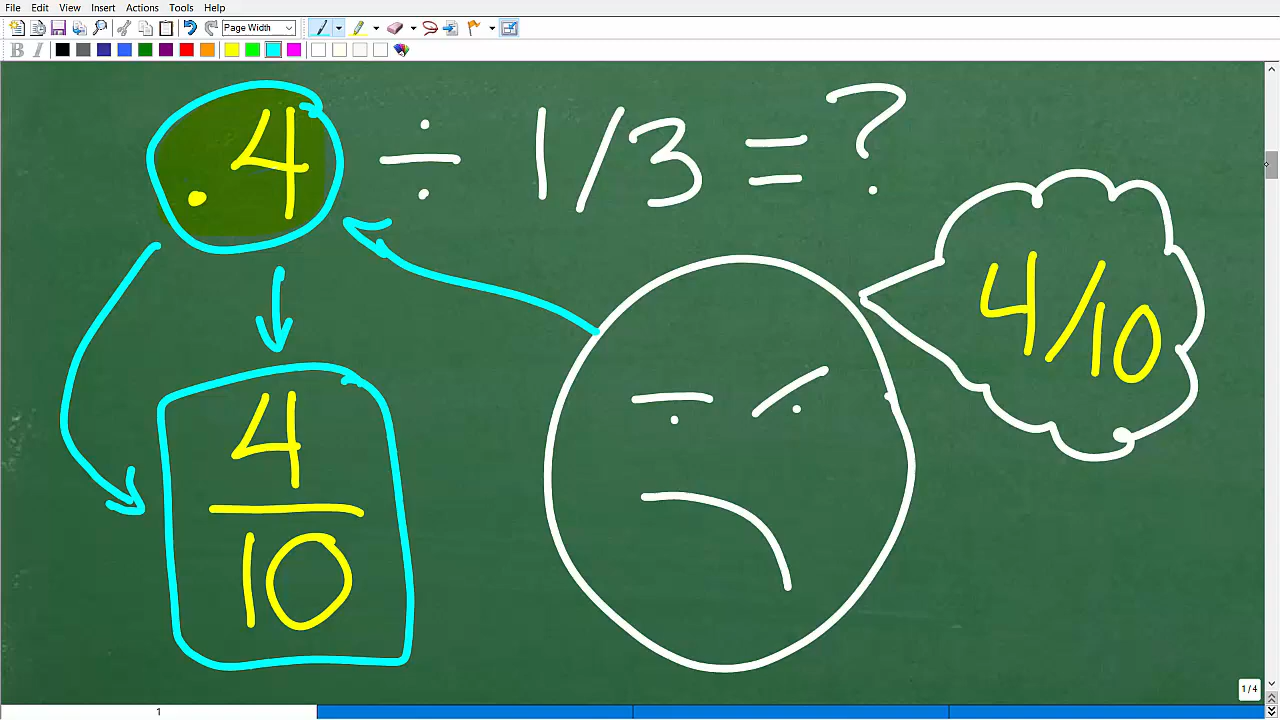 File Edit View Insert Actions Tools Help
Page Width
B I
.4 ÷ 1/3 = ?
4/10
4
10
1/4
1